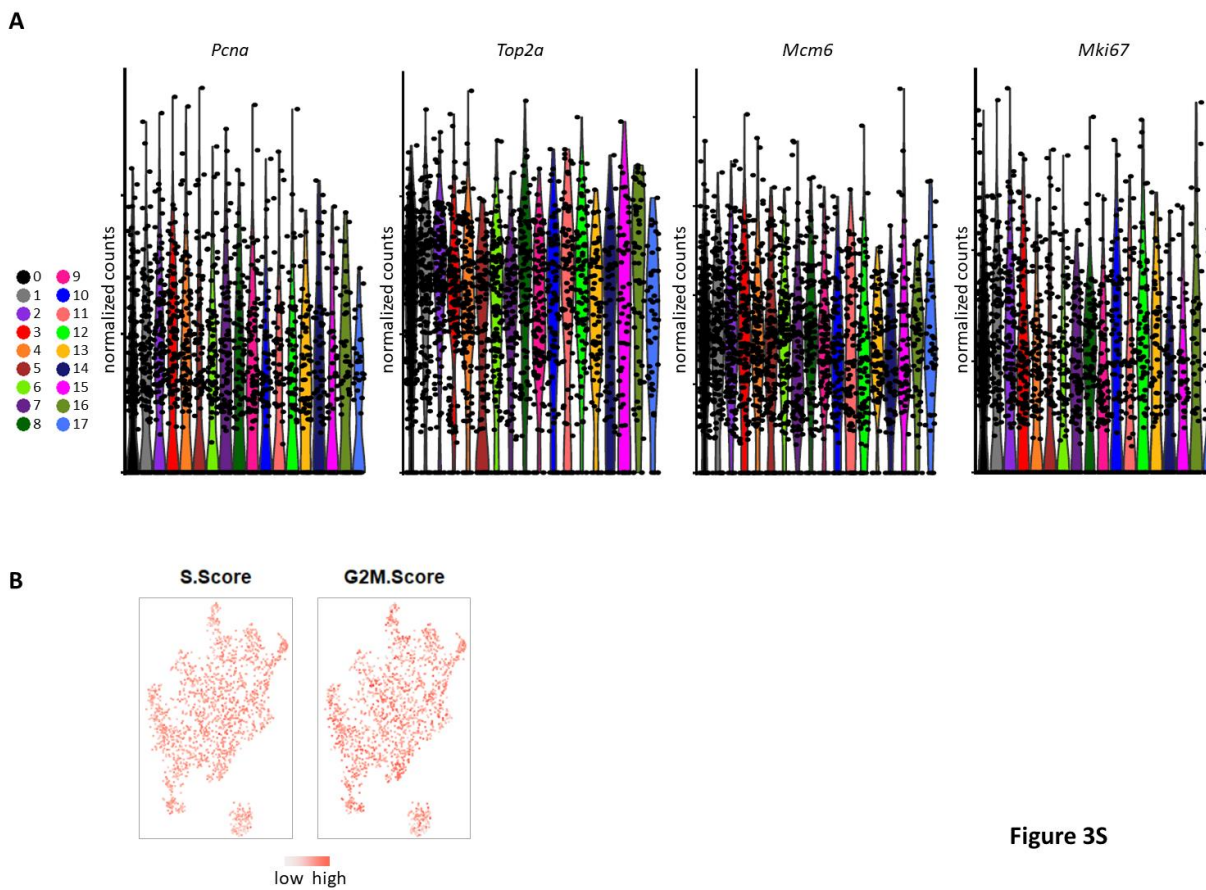 A
Pcna Top2a Mcm6 Mki67
normalized counts normalized counts normalized counts normalized counts
0 9
1 10
2 11
3 12
4 13
5 14
6 15
7 16
8 17
B
S.Score G2M.Score
low high
Figure 3S